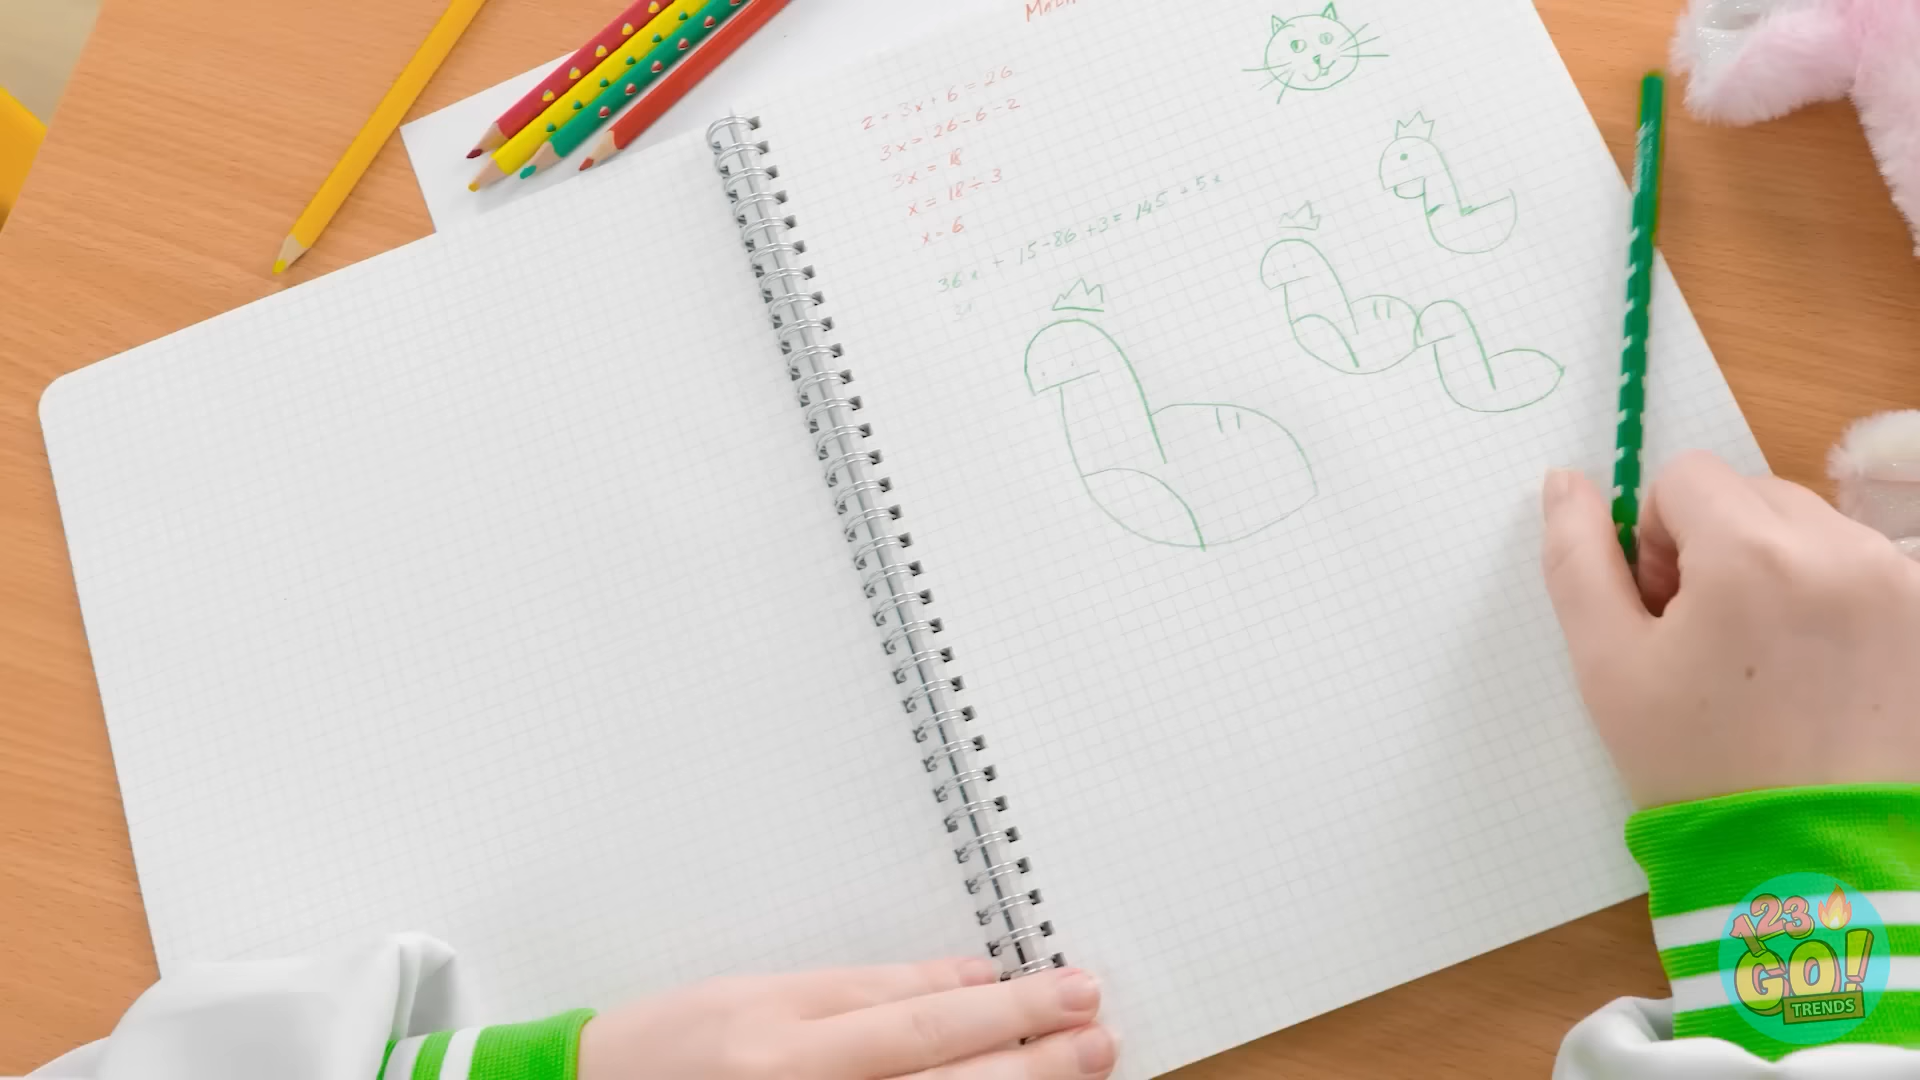 Math
2 + 3x + 6 = 26
3x = 26-6-2
3x = 18
x = 18 ÷ 3
x = 6
36x + 15-86 +3 = 145 +5x
123
GO!
TRENDS